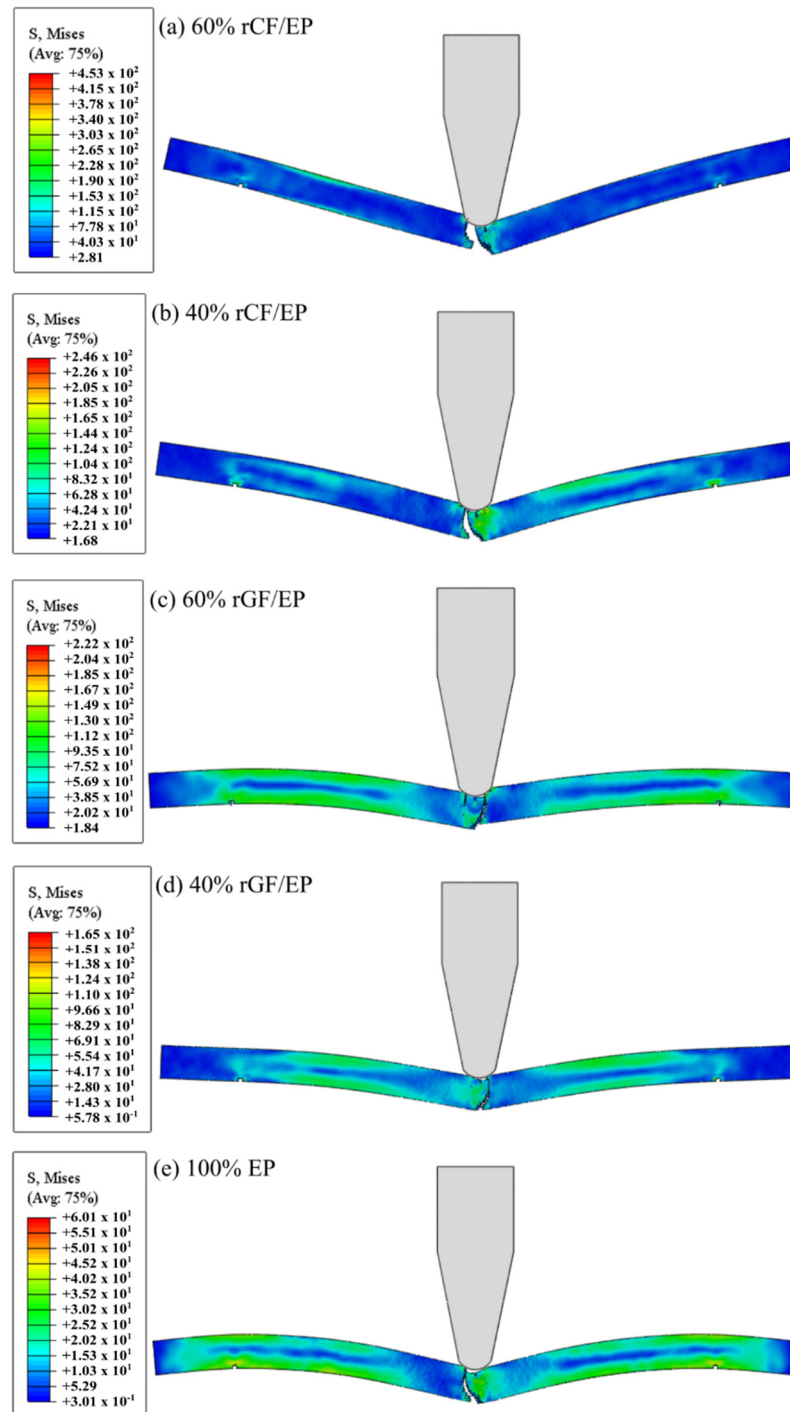 (a) 60% rCF/EP
S, Mises
(Avg: 75%)
+4.53 x 10²
+4.15 x 10²
+3.78 x 10²
+3.40 x 10²
+3.03 x 10²
+2.65 x 10²
+2.28 x 10²
+1.90 x 10²
+1.53 x 10²
+1.15 x 10²
+7.78 x 10¹
+4.03 x 10¹
+2.81
(b) 40% rCF/EP
S, Mises
(Avg: 75%)
+2.46 x 10²
+2.26 x 10²
+2.05 x 10²
+1.85 x 10²
+1.65 x 10²
+1.44 x 10²
+1.24 x 10²
+1.04 x 10²
+8.32 x 10¹
+6.28 x 10¹
+4.24 x 10¹
+2.21 x 10¹
+1.68
(c) 60% rGF/EP
S, Mises
(Avg: 75%)
+2.22 x 10²
+2.04 x 10²
+1.85 x 10²
+1.67 x 10²
+1.49 x 10²
+1.30 x 10²
+1.12 x 10²
+9.35 x 10¹
+7.52 x 10¹
+5.69 x 10¹
+3.85 x 10¹
+2.02 x 10¹
+1.84
(d) 40% rGF/EP
S, Mises
(Avg: 75%)
+1.65 x 10²
+1.51 x 10²
+1.38 x 10²
+1.24 x 10²
+1.10 x 10²
+9.66 x 10¹
+8.29 x 10¹
+6.91 x 10¹
+5.54 x 10¹
+4.17 x 10¹
+2.80 x 10¹
+1.43 x 10¹
+5.78 x 10⁻¹
(e) 100% EP
S, Mises
(Avg: 75%)
+6.01 x 10¹
+5.51 x 10¹
+5.01 x 10¹
+4.52 x 10¹
+4.02 x 10¹
+3.52 x 10¹
+3.02 x 10¹
+2.52 x 10¹
+2.02 x 10¹
+1.53 x 10¹
+1.03 x 10¹
+5.29
+3.01 x 10⁻¹